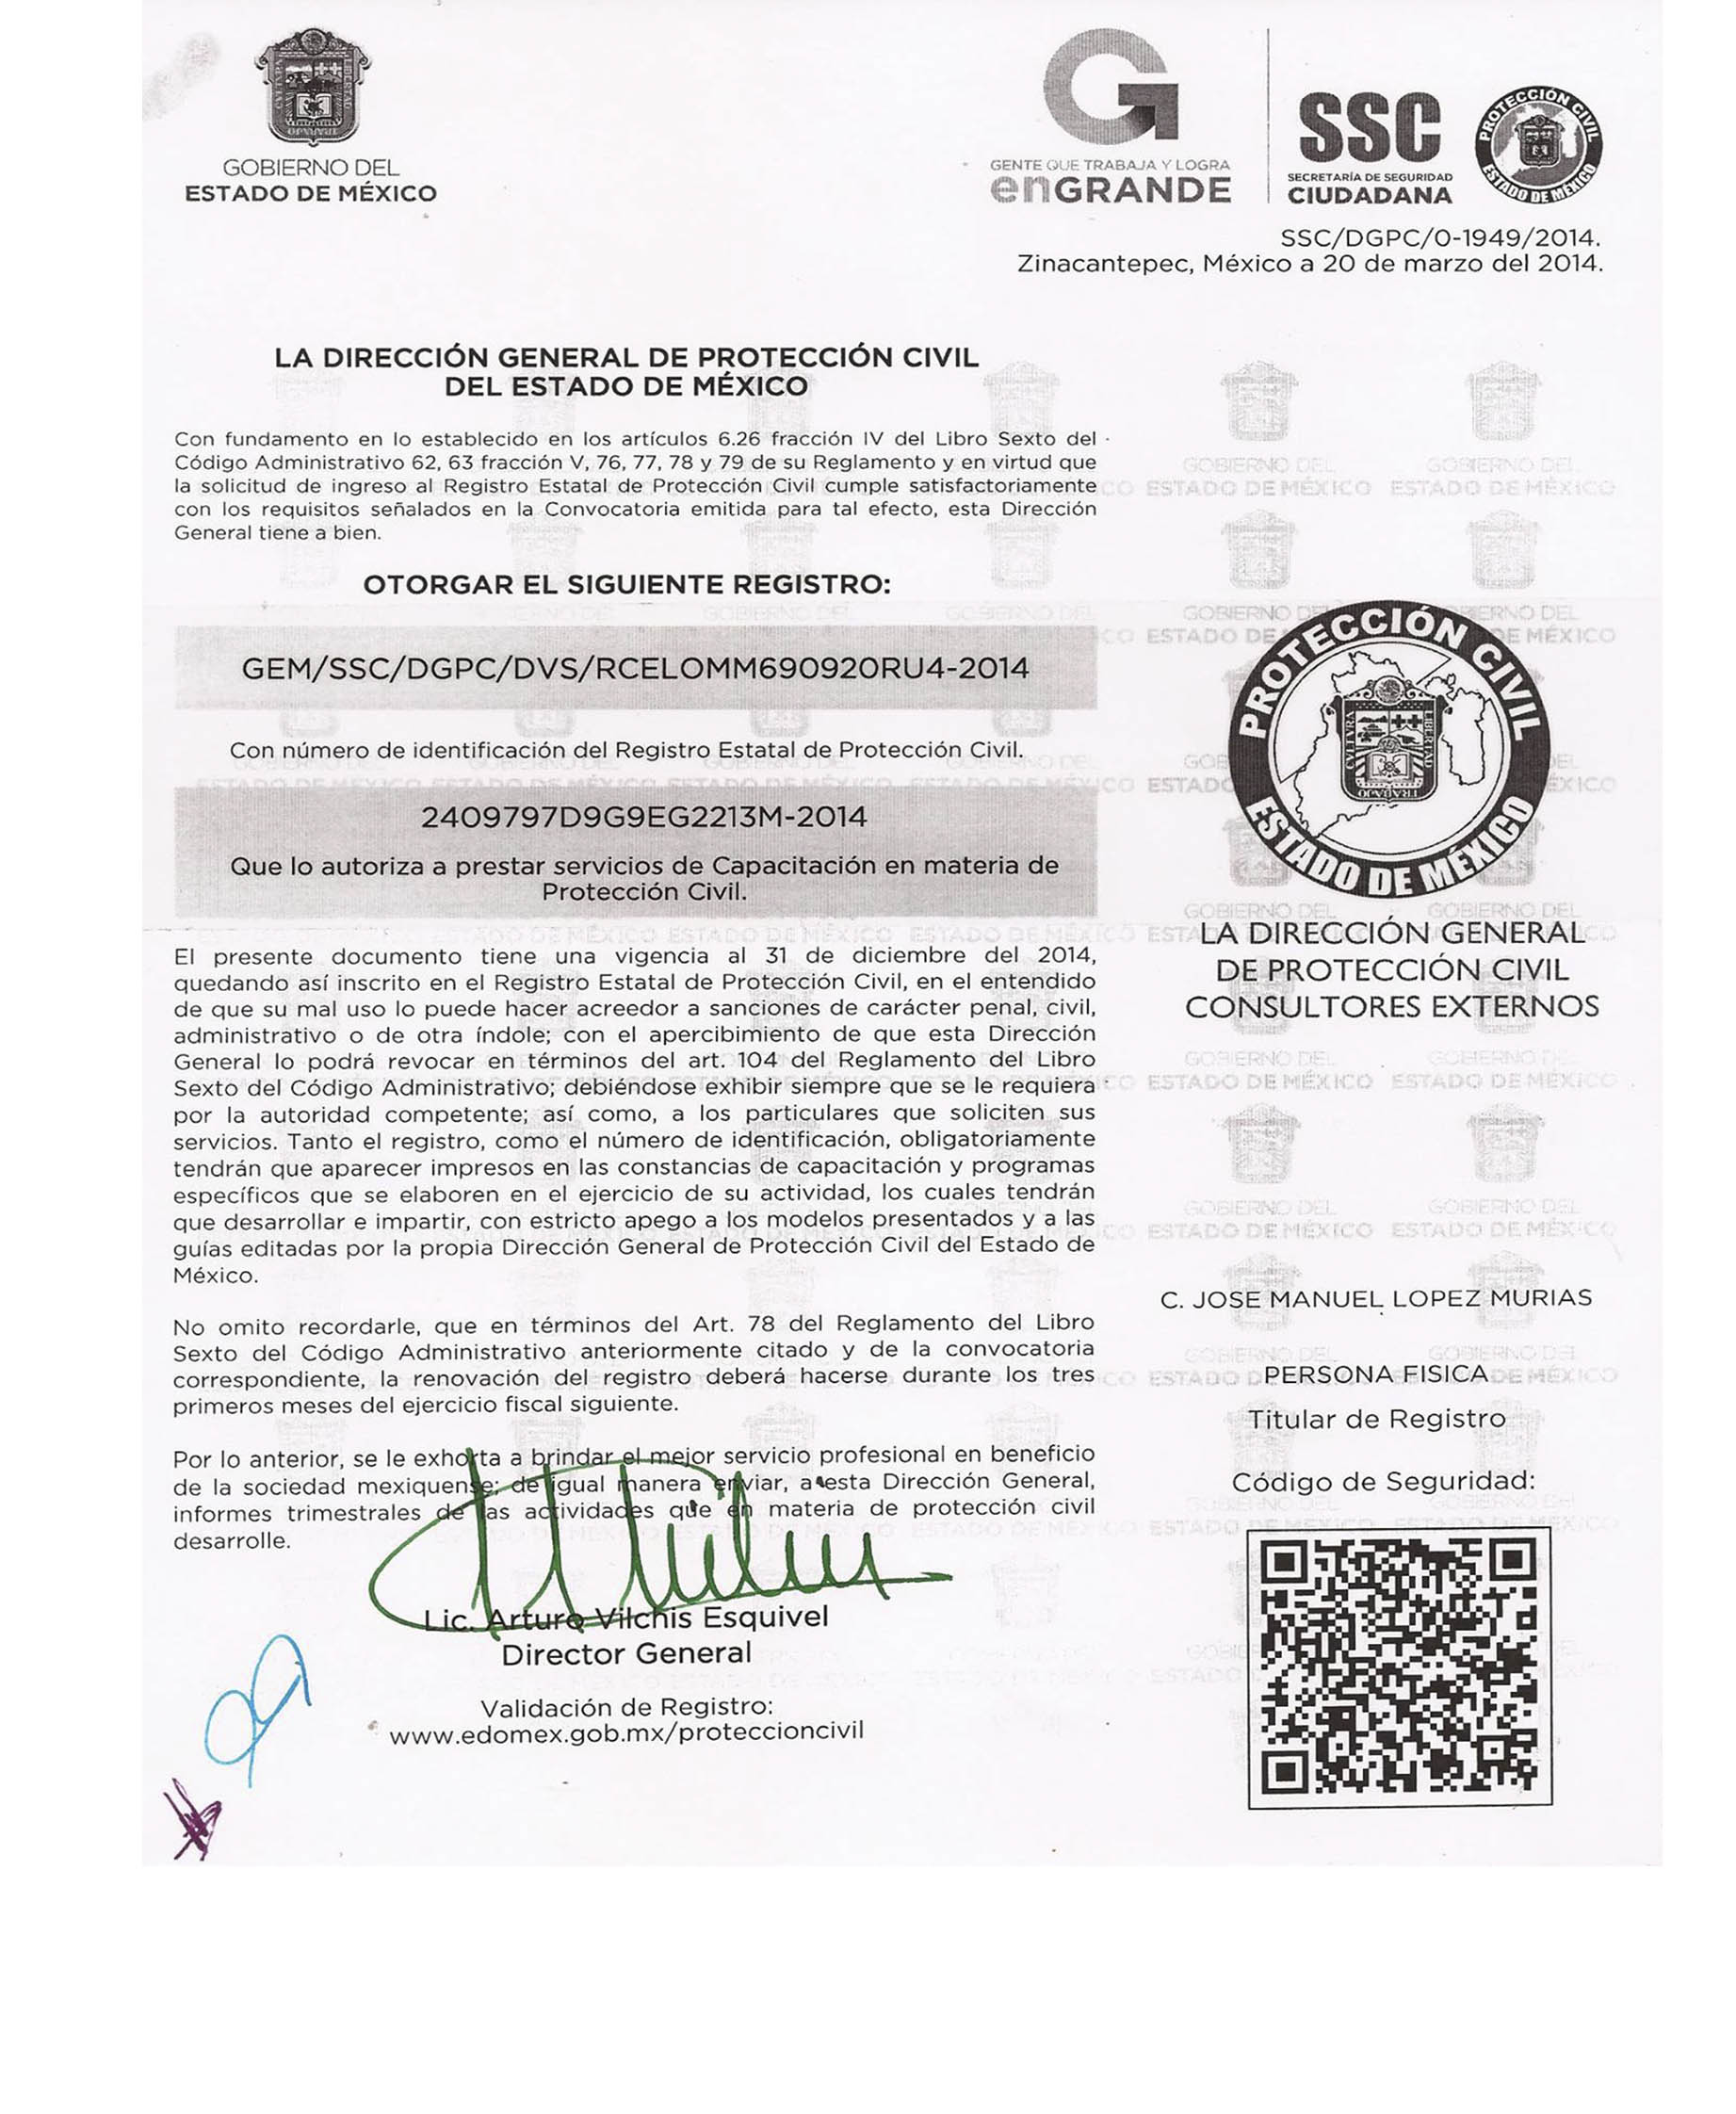 GOBIERNO DEL
ESTADO DE MÉXICO
GENTE QUE TRABAJA Y LOGRA
enGRANDE
SSC
SECRETARÍA DE SEGURIDAD
CIUDADANA
PROTECCIÓN CIVIL
ESTADO DE MÉXICO
SSC/DGPC/O-1949/2014.
Zinacantepec, México a 20 de marzo del 2014.
LA DIRECCIÓN GENERAL DE PROTECCIÓN CIVIL
DEL ESTADO DE MÉXICO
Con fundamento en lo establecido en los artículos 6.26 fracción IV del Libro Sexto del
Código Administrativo 62, 63 fracción V, 76, 77, 78 y 79 de su Reglamento y en virtud que
la solicitud de ingreso al Registro Estatal de Protección Civil cumple satisfactoriamente
con los requisitos señalados en la Convocatoria emitida para tal efecto, esta Dirección
General tiene a bien.
OTORGAR EL SIGUIENTE REGISTRO:
GEM/SSC/DGPC/DVS/RCELOMM690920RU4-2014
Con número de identificación del Registro Estatal de Protección Civil.
2409797D9G9EG2213M-2014
Que lo autoriza a prestar servicios de Capacitación en materia de
Protección Civil.
El presente documento tiene una vigencia al 31 de diciembre del 2014,
quedando así inscrito en el Registro Estatal de Protección Civil, en el entendido
de que su mal uso lo puede hacer acreedor a sanciones de carácter penal, civil,
administrativo o de otra índole; con el apercibimiento de que esta Dirección
General lo podrá revocar en términos del art. 104 del Reglamento del Libro
Sexto del Código Administrativo; debiéndose exhibir siempre que se le requiera
por la autoridad competente; así como, a los particulares que soliciten sus
servicios. Tanto el registro, como el número de identificación, obligatoriamente
tendrán que aparecer impresos en las constancias de capacitación y programas
específicos que se elaboren en el ejercicio de su actividad, los cuales tendrán
que desarrollar e impartir, con estricto apego a los modelos presentados y a las
guías editadas por la propia Dirección General de Protección Civil del Estado de
México.
No omito recordarle, que en términos del Art. 78 del Reglamento del Libro
Sexto del Código Administrativo anteriormente citado y de la convocatoria
correspondiente, la renovación del registro deberá hacerse durante los tres
primeros meses del ejercicio fiscal siguiente.
Por lo anterior, se le exhorta a brindar el mejor servicio profesional en beneficio
de la sociedad mexiquense; de igual manera enviar, a esta Dirección General,
informes trimestrales de las actividades que en materia de protección civil
desarrolle.
Lic. Arturo Vilchis Esquivel
Director General
Validación de Registro:
www.edomex.gob.mx/proteccioncivil
PROTECCIÓN CIVIL
ESTADO DE MÉXICO
LA DIRECCIÓN GENERAL
DE PROTECCIÓN CIVIL
CONSULTORES EXTERNOS
C. JOSE MANUEL LOPEZ MURIAS
PERSONA FISICA
Titular de Registro
Código de Seguridad: